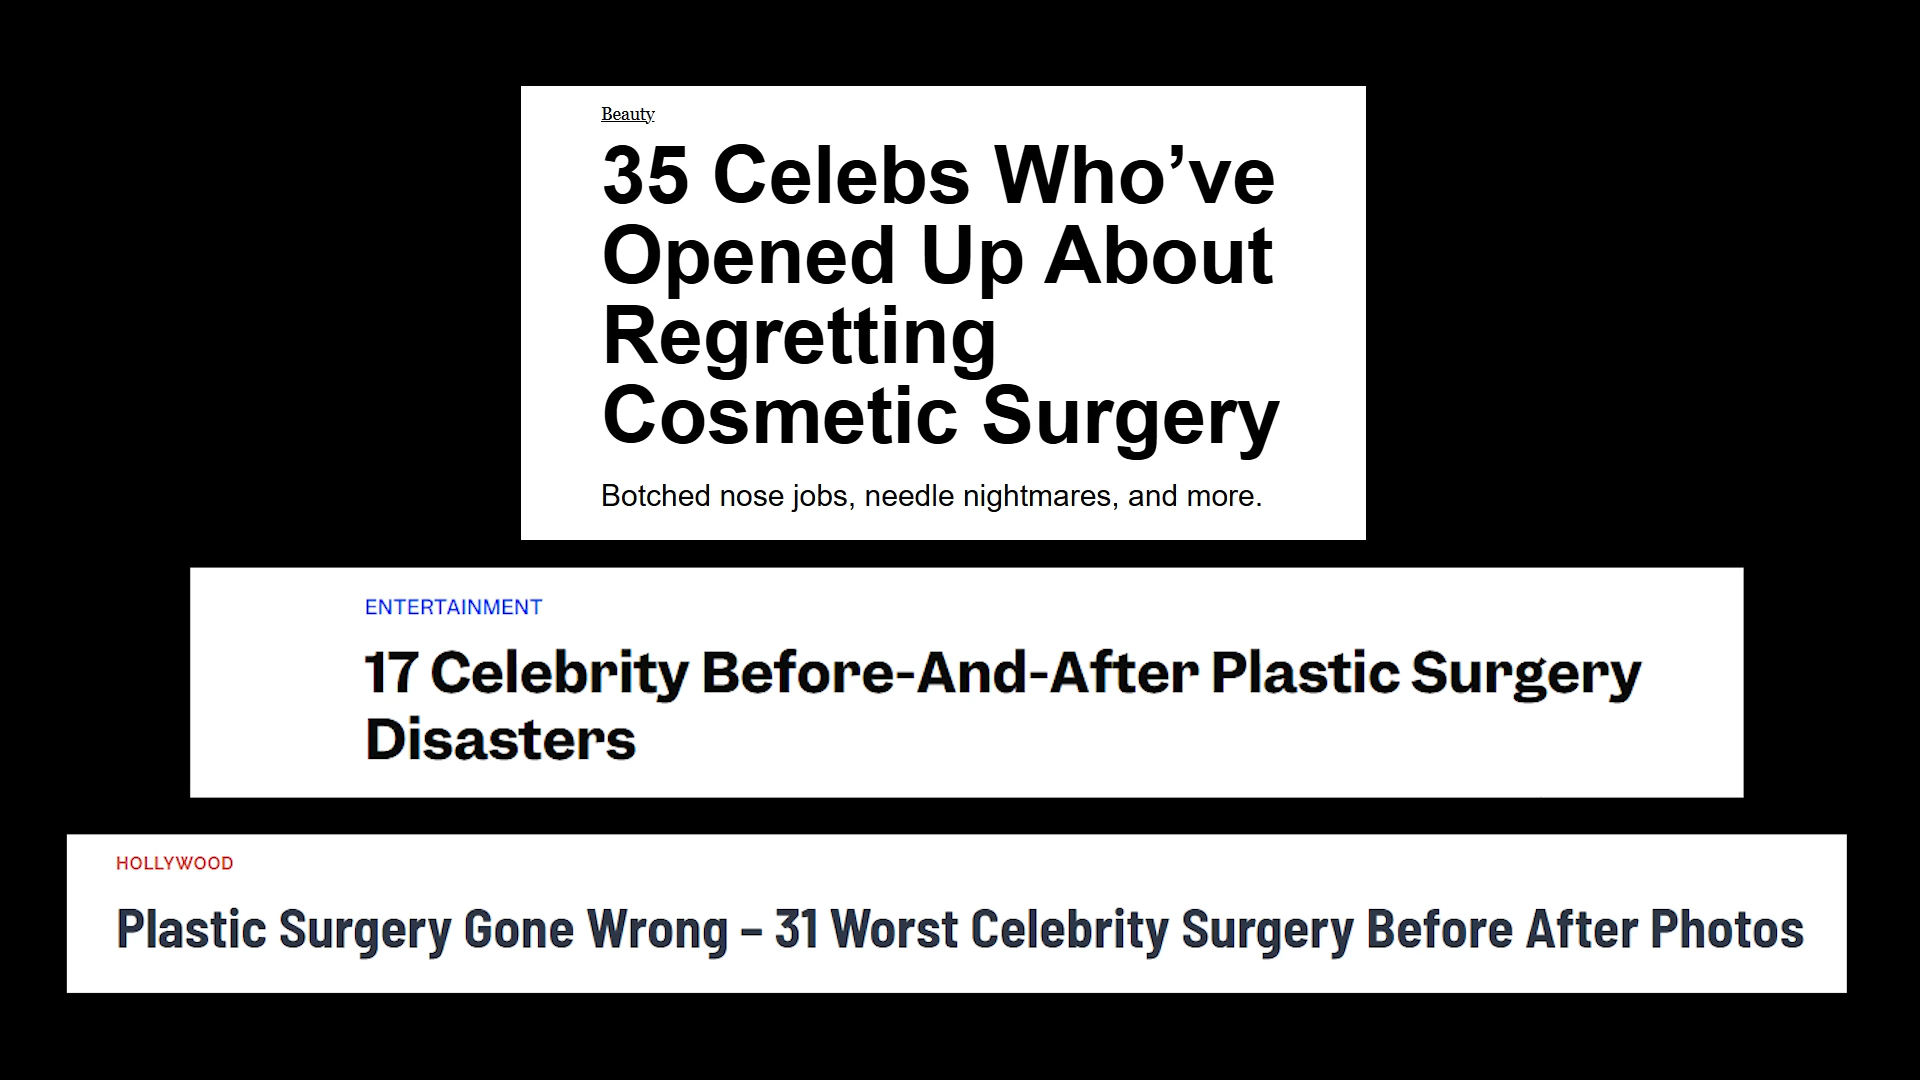 Beauty
35 Celebs Who’ve
Opened Up About
Regretting
Cosmetic Surgery
Botched nose jobs, needle nightmares, and more.
ENTERTAINMENT
17 Celebrity Before-And-After Plastic Surgery
Disasters
HOLLYWOOD
Plastic Surgery Gone Wrong – 31 Worst Celebrity Surgery Before After Photos